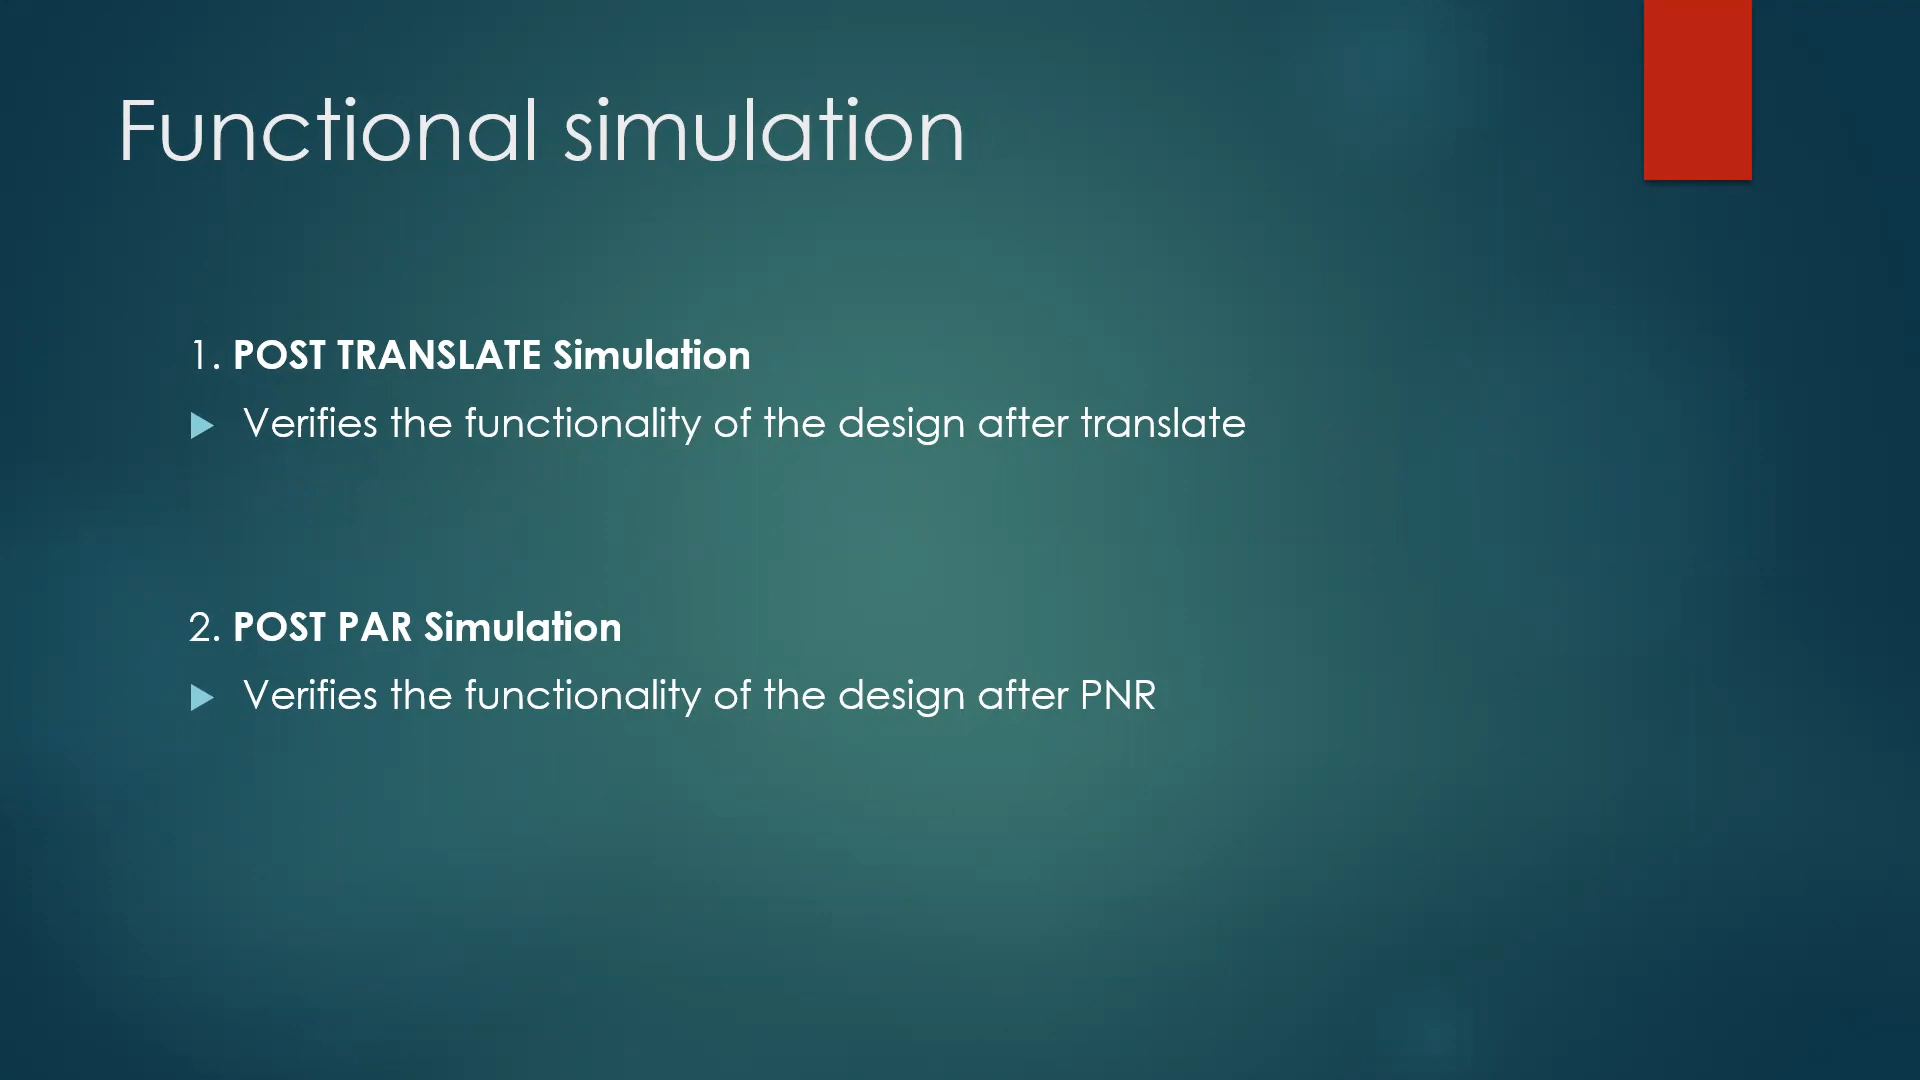 Functional simulation
1. POST TRANSLATE Simulation
Verifies the functionality of the design after translate
2. POST PAR Simulation
Verifies the functionality of the design after PNR